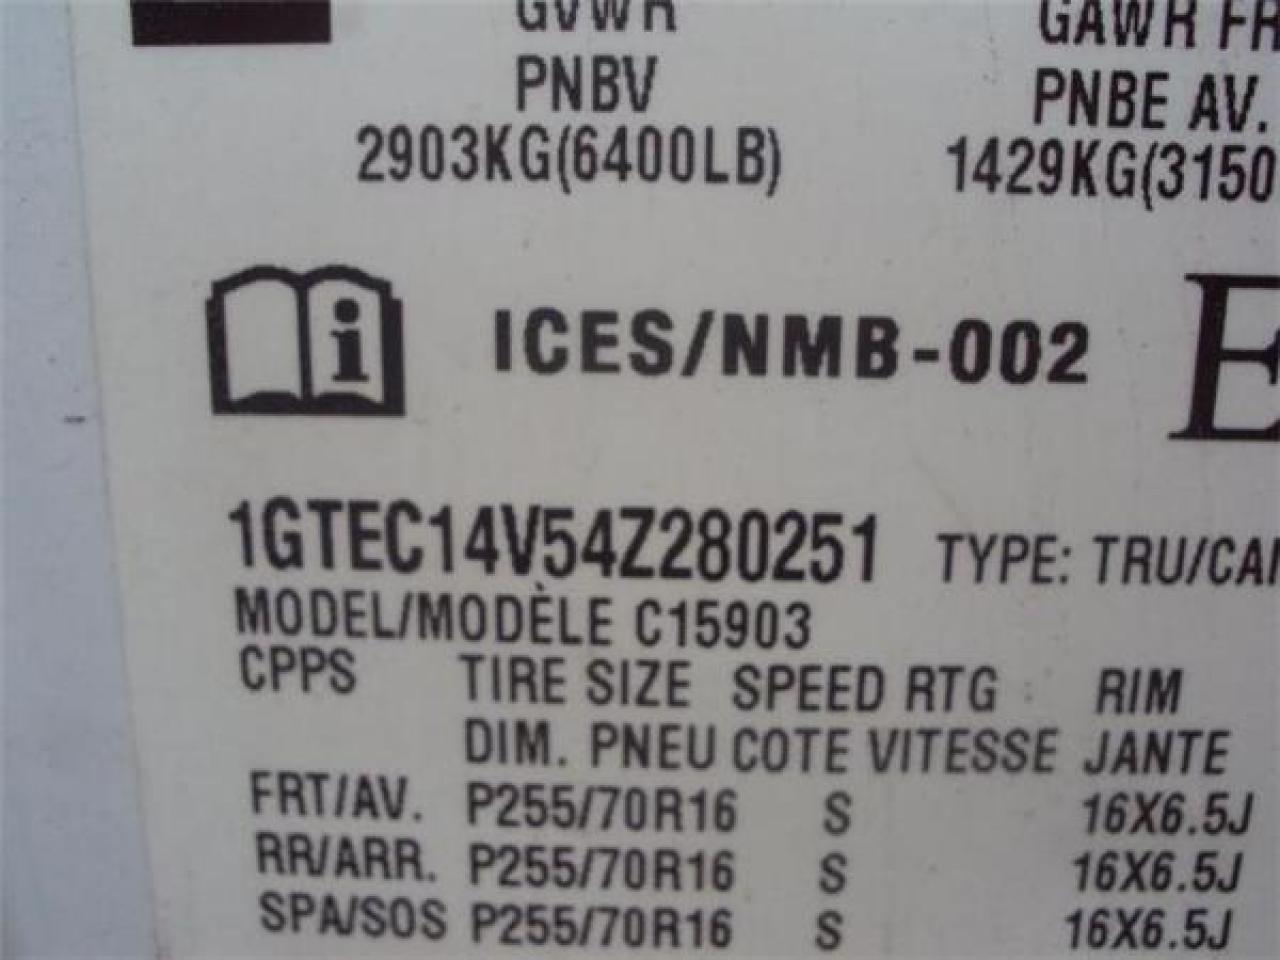 GVWR GAWR FR
PNBV PNBE AV.
2903KG(6400LB) 1429KG(3150
i ICES/NMB-002 E
1GTEC14V54Z280251 TYPE: TRU/CAM
MODEL/MODÈLE C15903
CPPS TIRE SIZE SPEED RTG RIM
DIM. PNEU COTE VITESSE JANTE
FRT/AV. P255/70R16 S 16X6.5J
RR/ARR. P255/70R16 S 16X6.5J
SPA/SOS P255/70R16 S 16X6.5J